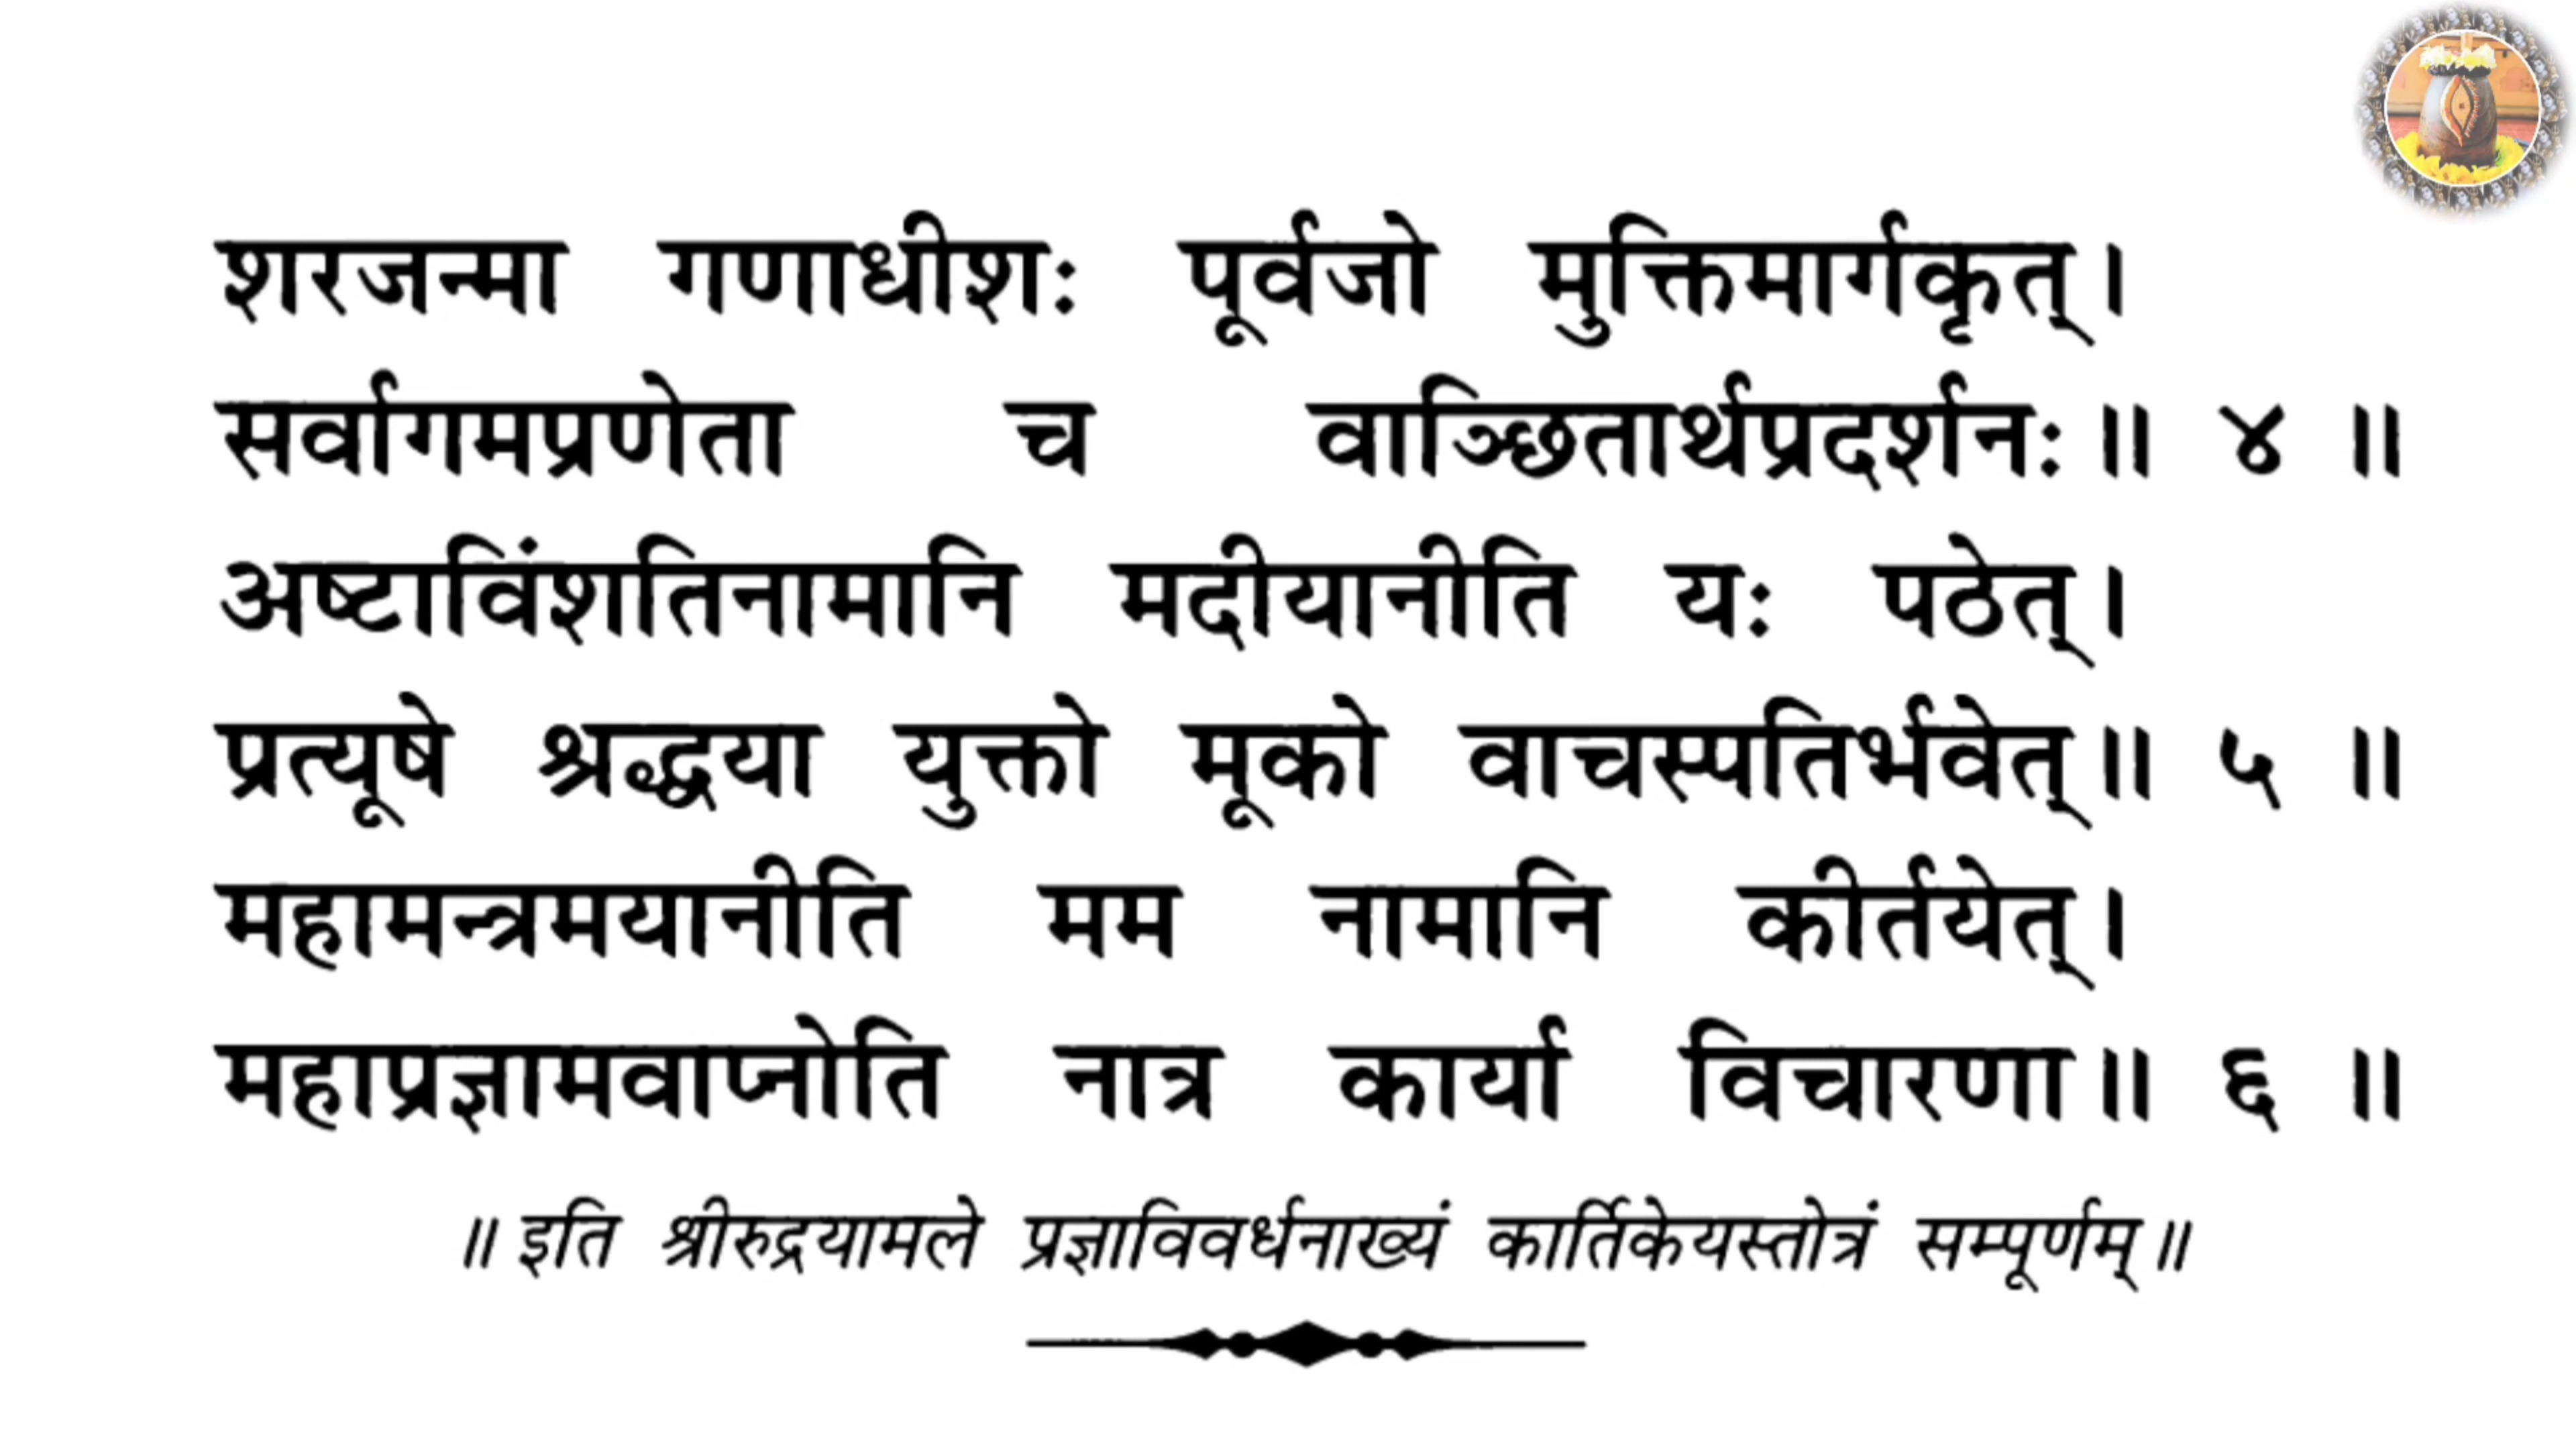 शरजन्मा गणाधीशः पूर्वजो मुक्तिमार्गकृत्।
सर्वागमप्रणेता च वाञ्छितार्थप्रदर्शनः॥ ४ ॥
अष्टाविंशतिनामानि मदीयानीति यः पठेत्।
प्रत्यूषे श्रद्धया युक्तो मूको वाचस्पतिर्भवेत्॥ ५ ॥
महामन्त्रमयानीति मम नामानि कीर्तयेत्।
महाप्रज्ञामवाप्नोति नात्र कार्या विचारणा॥ ६ ॥
॥ इति श्रीरुद्रयामले प्रज्ञाविवर्धनाख्यं कार्तिकेयस्तोत्रं सम्पूर्णम्॥